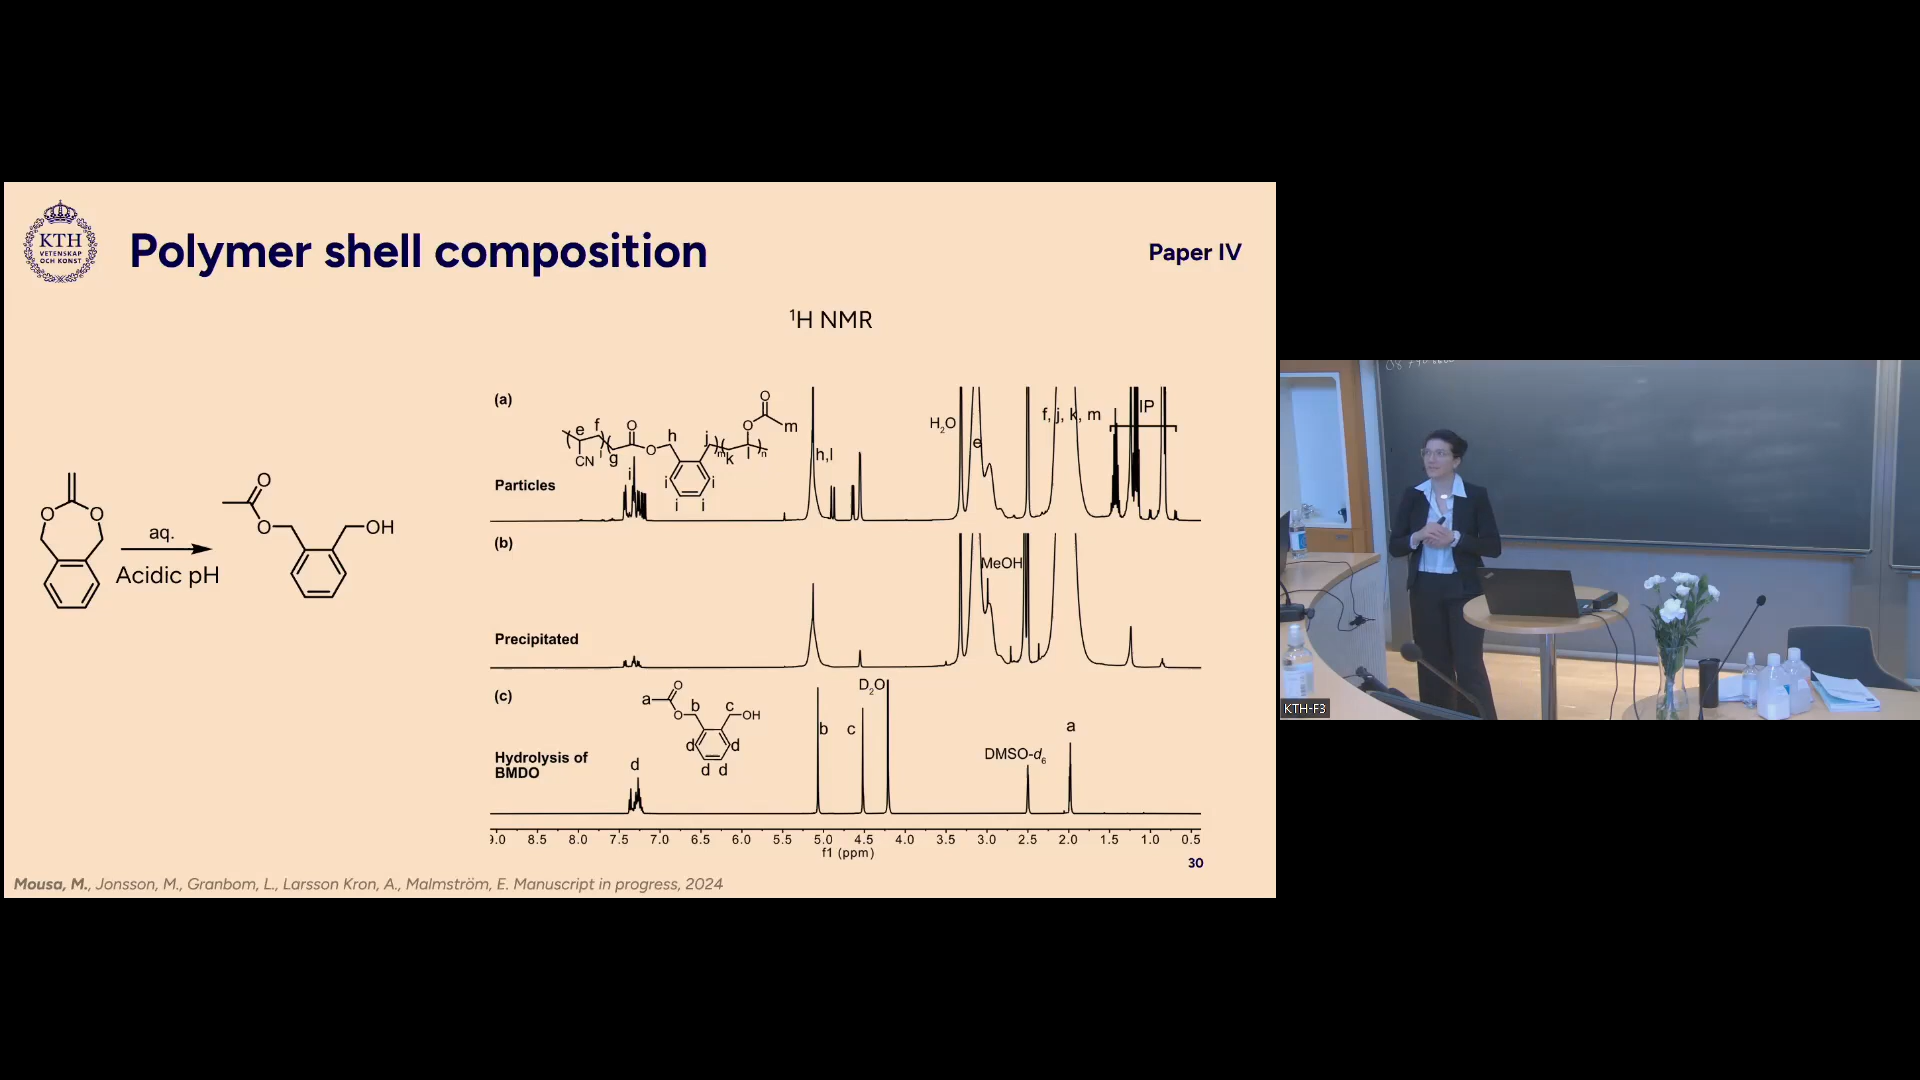 KTH
VETENSKAP
OCH KONST
Polymer shell composition
Paper IV
¹H NMR
(a)
O
e
f
O
h
j
O
m
H₂O
f, j, k, m
IP
CN
g
O
m
k
l
n
e
h,l
i
i
i
i
i
Particles
O
O
O
aq.
Acidic pH
O
O
OH
(b)
MeOH
Precipitated
(c)
a
O
O
b
c
OH
D₂O
d
d
d
d
b
c
a
DMSO-d₆
Hydrolysis of
BMDO
d
9.0 8.5 8.0 7.5 7.0 6.5 6.0 5.5 5.0 4.5 4.0 3.5 3.0 2.5 2.0 1.5 1.0 0.5
f1 (ppm)
30
Mousa, M., Jonsson, M., Granbom, L., Larsson Kron, A., Malmström, E. Manuscript in progress, 2024
KTH-F3